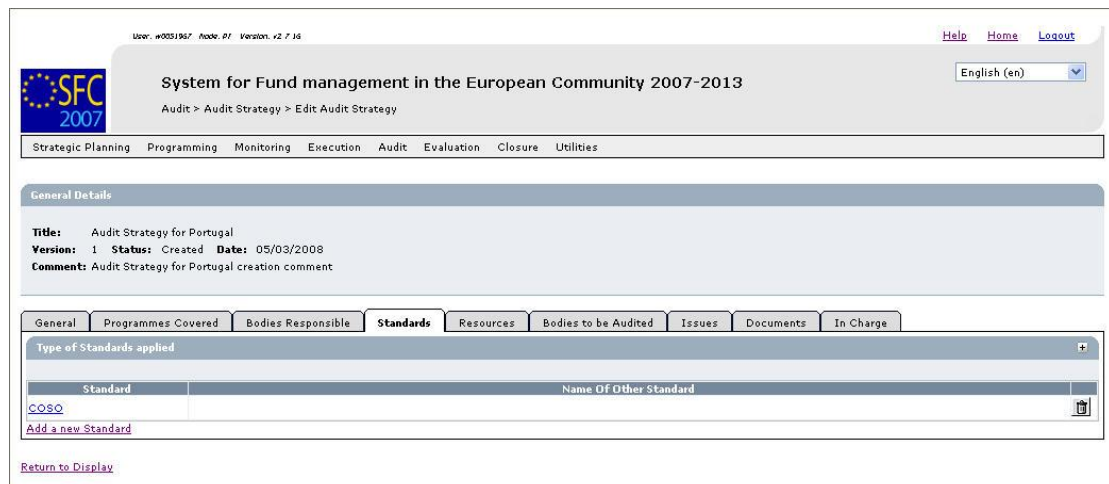 User. w0051967 Node. P1 Version. v2 7 16
Help Home Logout
SFC 2007
System for Fund management in the European Community 2007-2013
English (en)
Audit > Audit Strategy > Edit Audit Strategy
Strategic Planning Programming Monitoring Execution Audit Evaluation Closure Utilities
General Details
Title: Audit Strategy for Portugal
Version: 1 Status: Created Date: 05/03/2008
Comment: Audit Strategy for Portugal creation comment
General Programmes Covered Bodies Responsible Standards Resources Bodies to be Audited Issues Documents In Charge
Type of Standards applied
Standard Name Of Other Standard
COSO
Add a new Standard
Return to Display